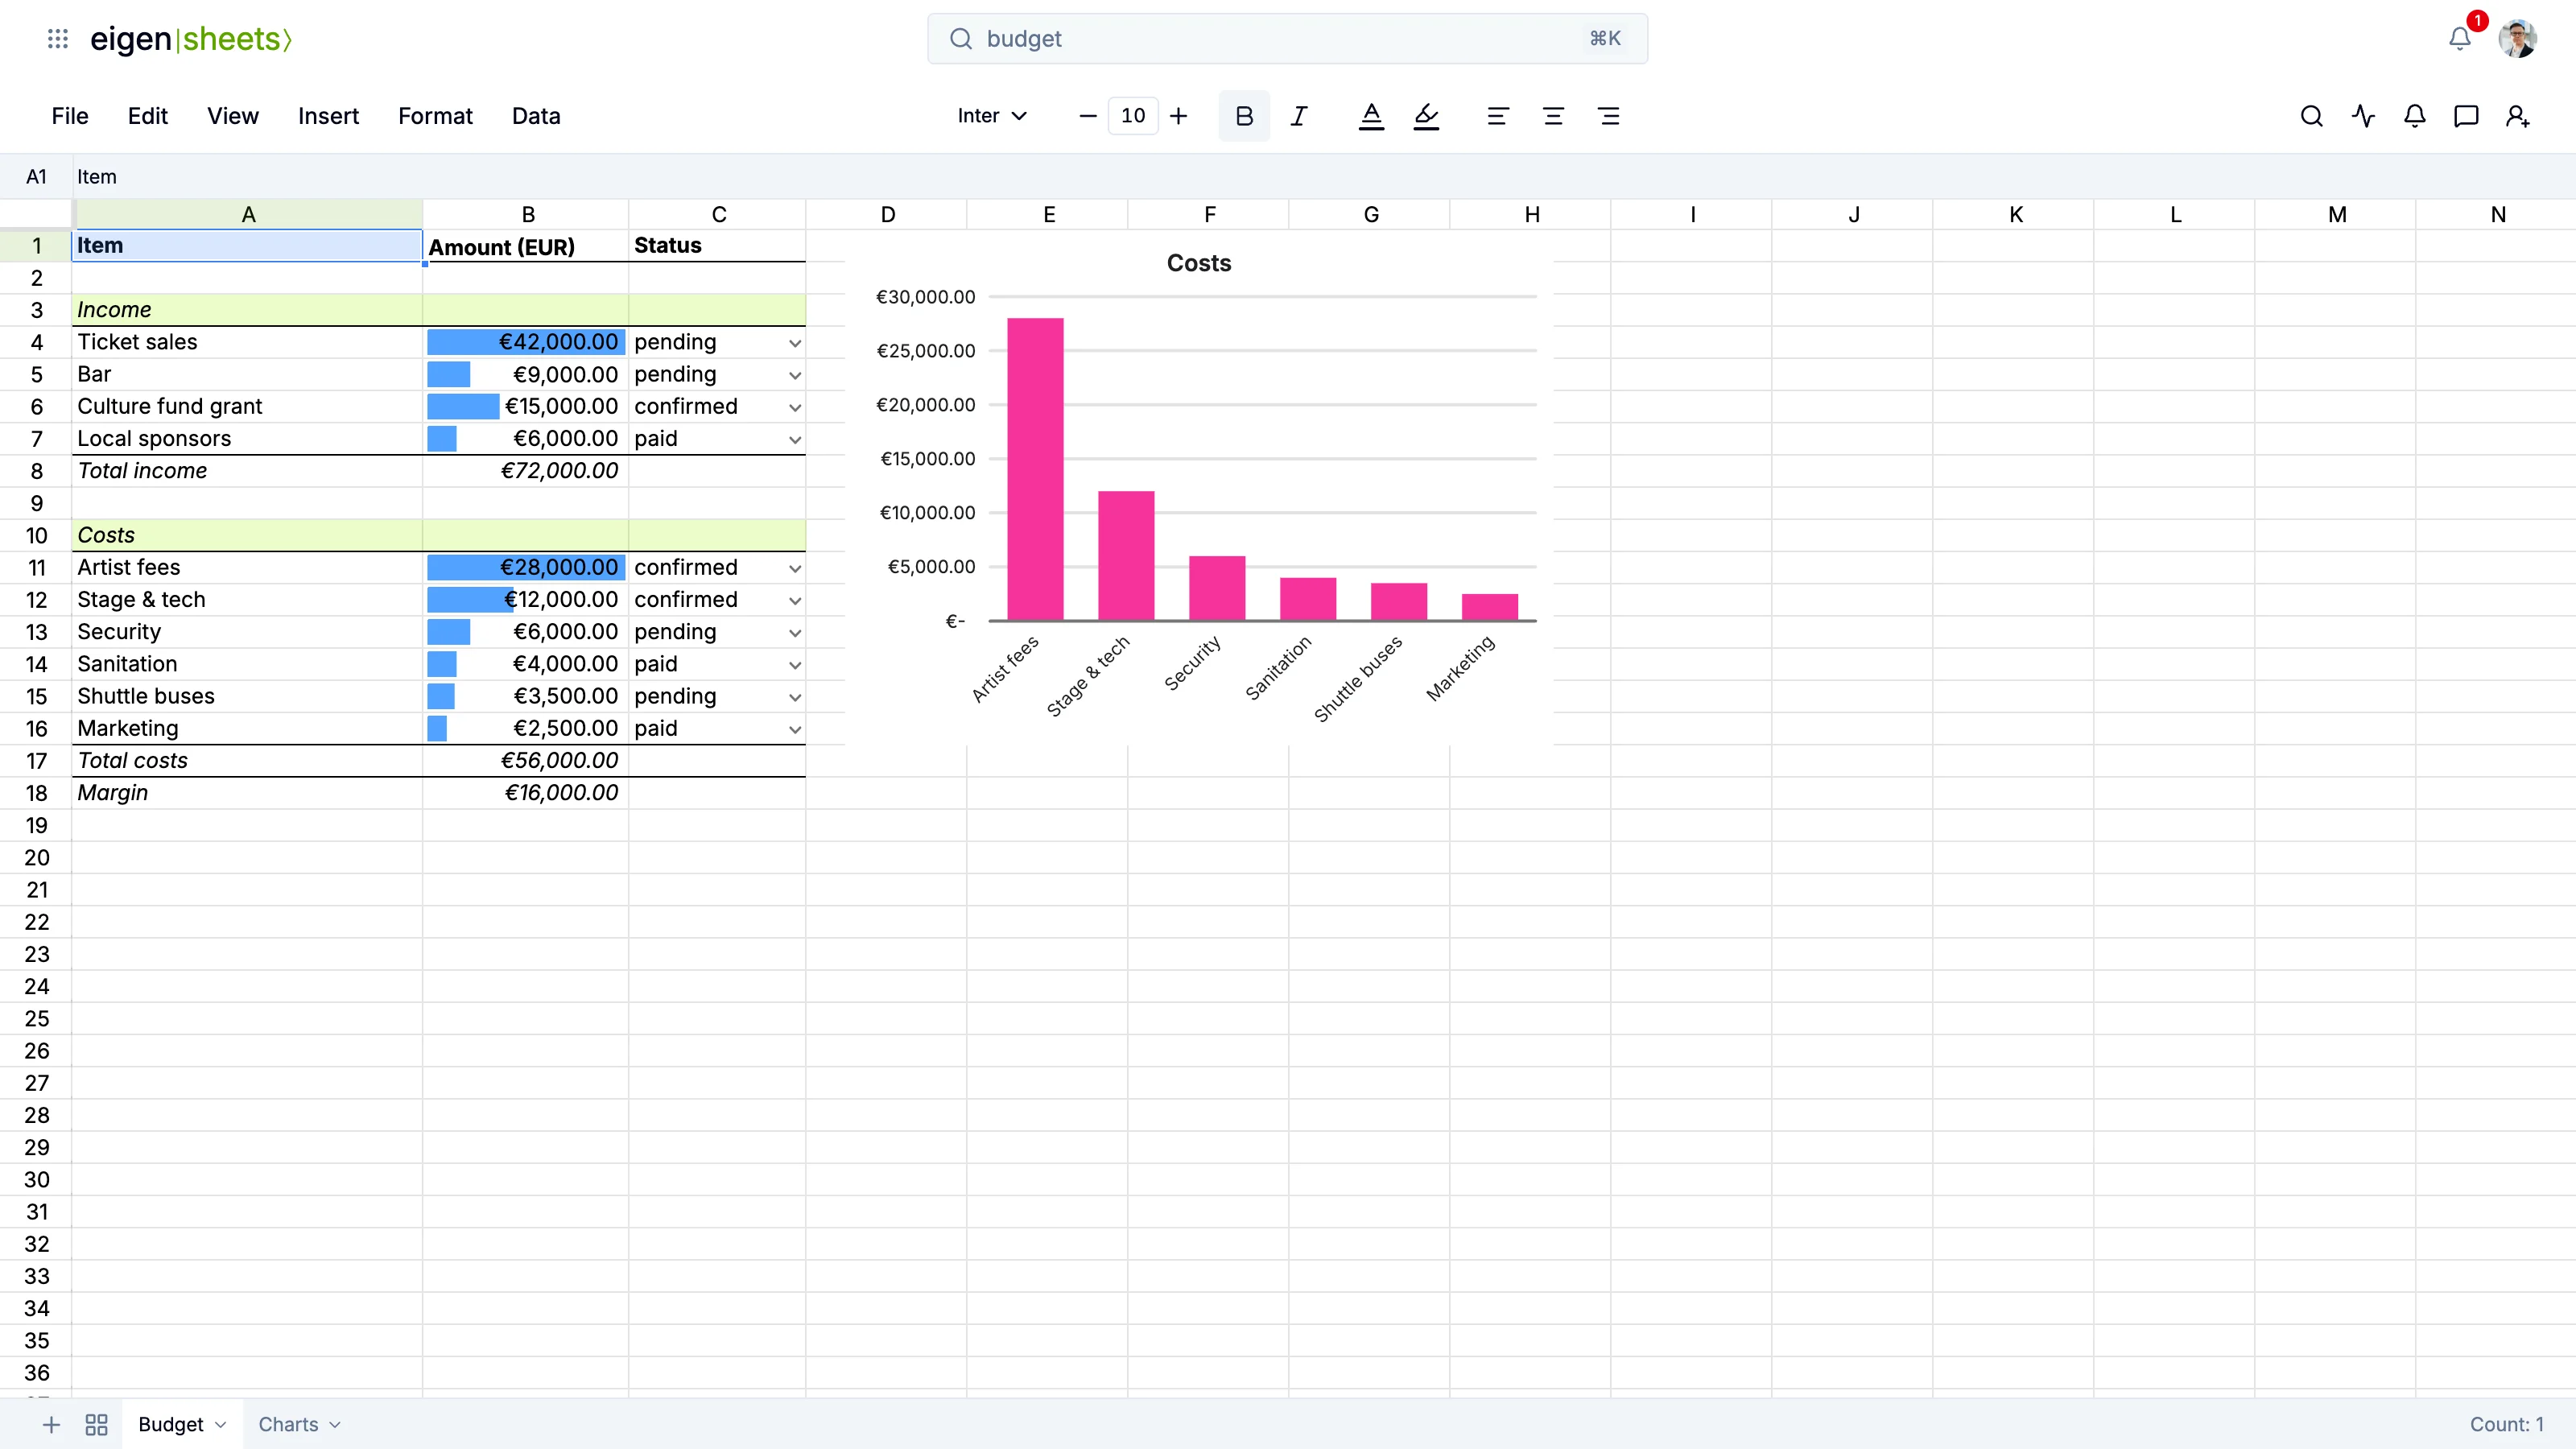 eigen|sheets⟩
budget ⌘K
1
File Edit View Insert Format Data
Inter 10 B I A
A1 Item
A B C D E F G H I J K L M N
1 Item Amount (EUR) Status
2
3 Income
4 Ticket sales €42,000.00 pending
5 Bar €9,000.00 pending
6 Culture fund grant €15,000.00 confirmed
7 Local sponsors €6,000.00 paid
8 Total income €72,000.00
9
10 Costs
11 Artist fees €28,000.00 confirmed
12 Stage & tech €12,000.00 confirmed
13 Security €6,000.00 pending
14 Sanitation €4,000.00 paid
15 Shuttle buses €3,500.00 pending
16 Marketing €2,500.00 paid
17 Total costs €56,000.00
18 Margin €16,000.00
19
20
21
22
23
24
25
26
27
28
29
30
31
32
33
34
35
36
Costs
€30,000.00
€25,000.00
€20,000.00
€15,000.00
€10,000.00
€5,000.00
€-
Artist fees Stage & tech Security Sanitation Shuttle buses Marketing
Budget Charts Count: 1